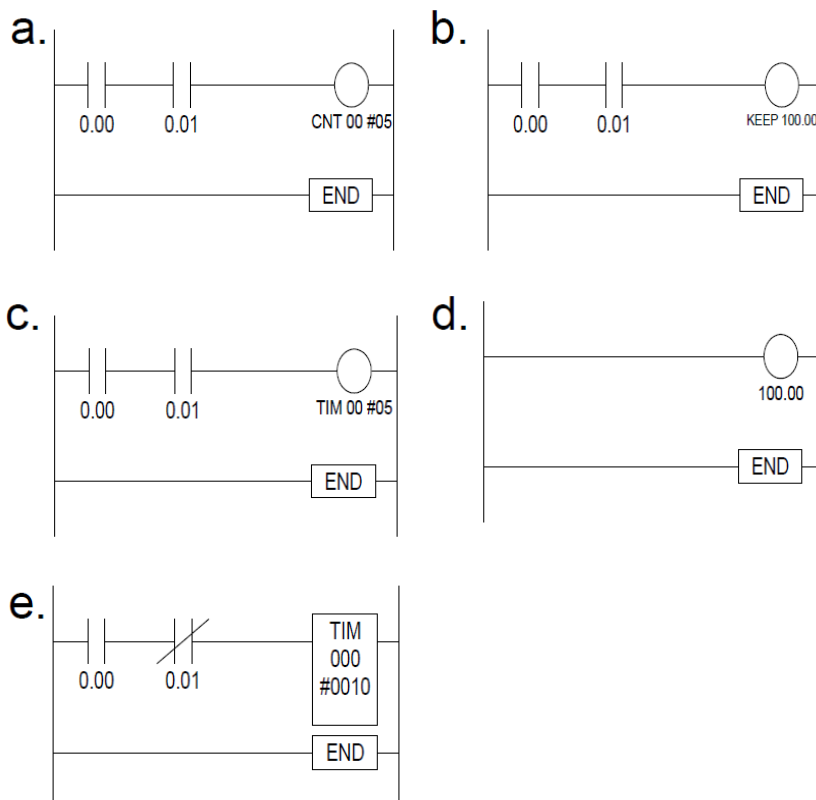 a.
0.00 0.01 CNT 00 #05
END
b.
0.00 0.01 KEEP 100.00
END
c.
0.00 0.01 TIM 00 #05
END
d.
100.00
END
e.
TIM
000
#0010
0.00 0.01
END